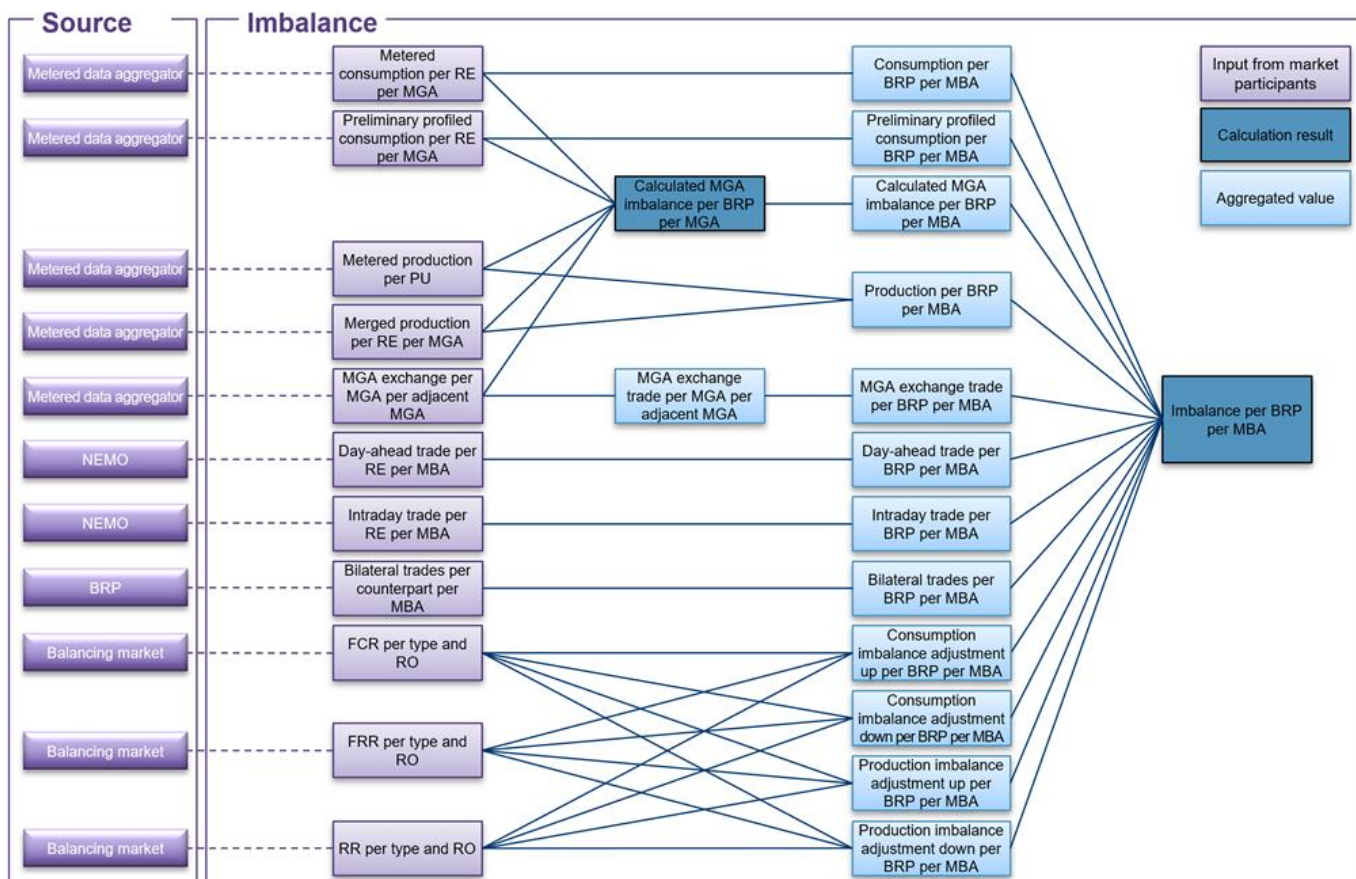 Source
Imbalance
Metered data aggregator
Metered
consumption per RE
per MGA
Consumption per
BRP per MBA
Input from market
participants
Metered data aggregator
Preliminary profiled
consumption per RE
per MGA
Preliminary profiled
consumption per
BRP per MBA
Calculation result
Calculated MGA
imbalance per BRP
per MGA
Calculated MGA
imbalance per BRP
per MBA
Aggregated value
Metered data aggregator
Metered production
per PU
Production per BRP
per MBA
Metered data aggregator
Merged production
per RE per MGA
Metered data aggregator
MGA exchange per
MGA per adjacent
MGA
MGA exchange
trade per MGA per
adjacent MGA
MGA exchange trade
per BRP per MBA
Imbalance per BRP
per MBA
NEMO
Day-ahead trade per
RE per MBA
Day-ahead trade per
BRP per MBA
NEMO
Intraday trade per
RE per MBA
Intraday trade per
BRP per MBA
BRP
Bilateral trades per
counterpart per
MBA
Bilateral trades per
BRP per MBA
Balancing market
FCR per type and
RO
Consumption
imbalance adjustment
up per BRP per MBA
Consumption
imbalance adjustment
down per BRP per MBA
Balancing market
FRR per type and
RO
Production imbalance
adjustment up per
BRP per MBA
Balancing market
RR per type and RO
Production imbalance
adjustment down per
BRP per MBA